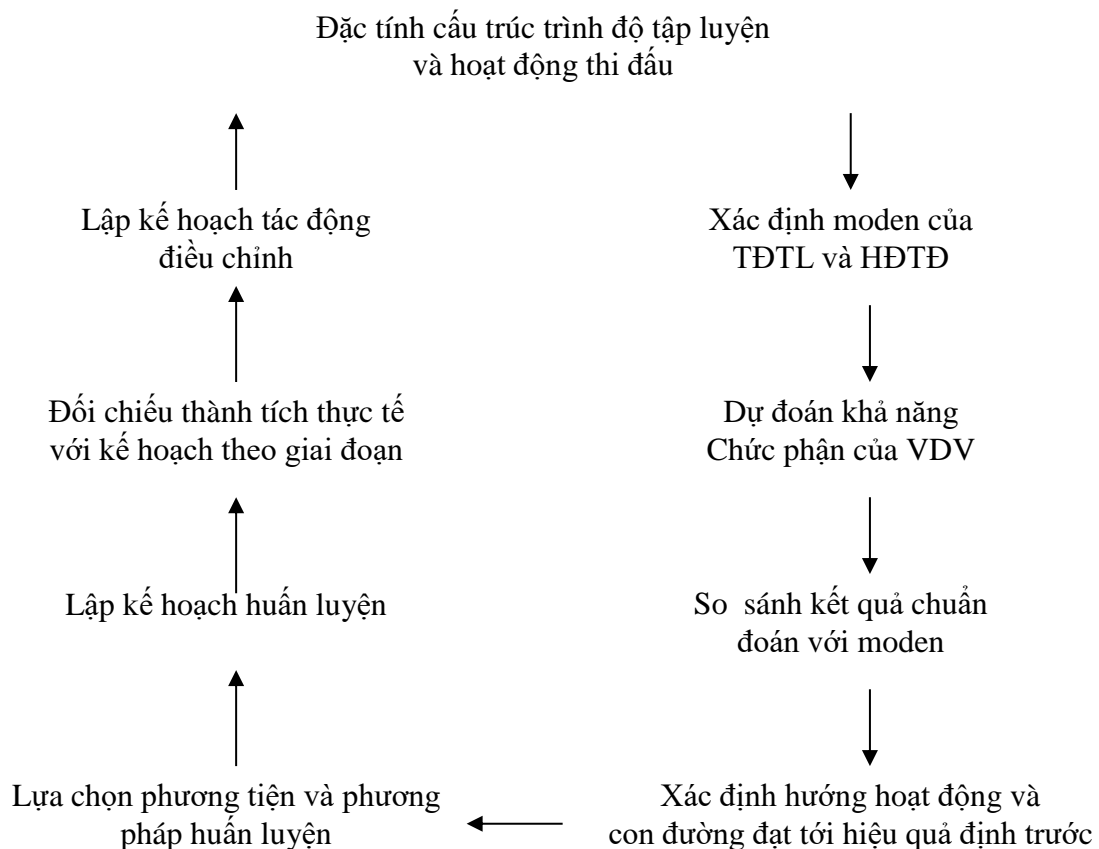 Đặc tính cấu trúc trình độ tập luyện
và hoạt động thi đấu
Lập kế hoạch tác động
điều chỉnh
Xác định moden của
TĐTL và HĐTĐ
Đối chiếu thành tích thực tế
với kế hoạch theo giai đoạn
Dự đoán khả năng
Chức phận của VDV
Lập kế hoạch huấn luyện
So sánh kết quả chuẩn
đoán với moden
Lựa chọn phương tiện và phương
pháp huấn luyện
Xác định hướng hoạt động và
con đường đạt tới hiệu quả định trước